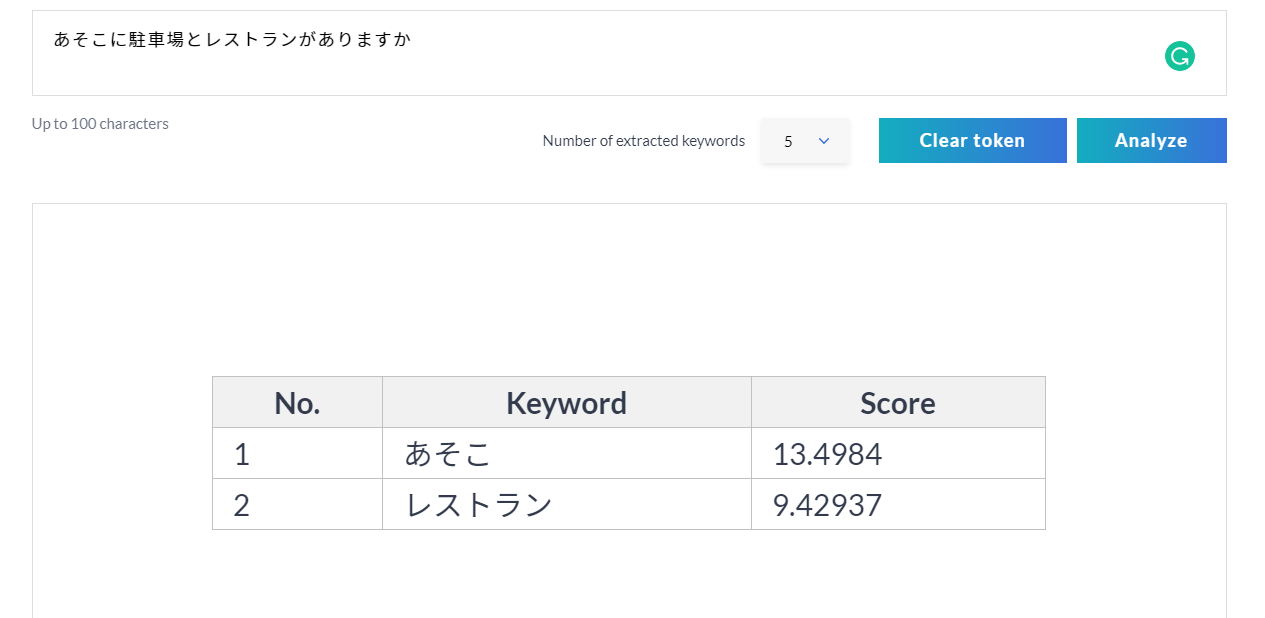 あそこに駐車場とレストランがありますか
Up to 100 characters
Number of extracted keywords 5 Clear token Analyze
No. Keyword Score
1 あそこ 13.4984
2 レストラン 9.42937